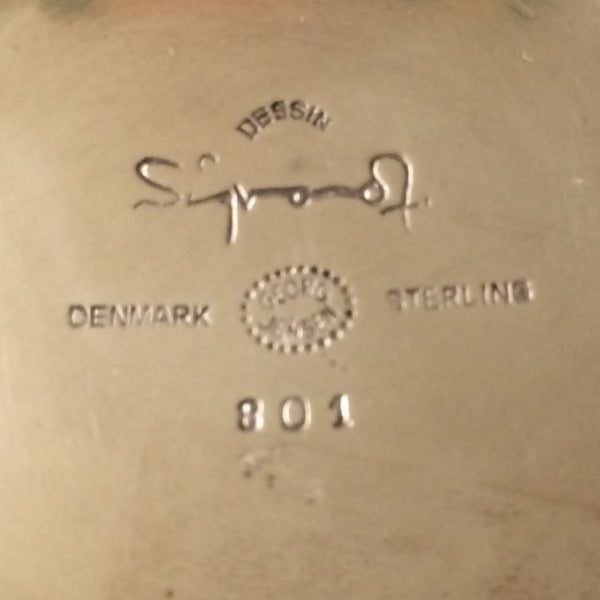 DESSIN
Sigvard.
DENMARK GEORG JENSEN STERLING
801